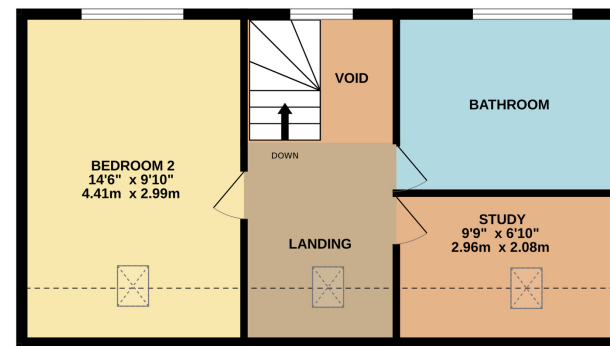 VOID
BATHROOM
DOWN
BEDROOM 2
14'6" x 9'10"
4.41m x 2.99m
LANDING
STUDY
9'9" x 6'10"
2.96m x 2.08m